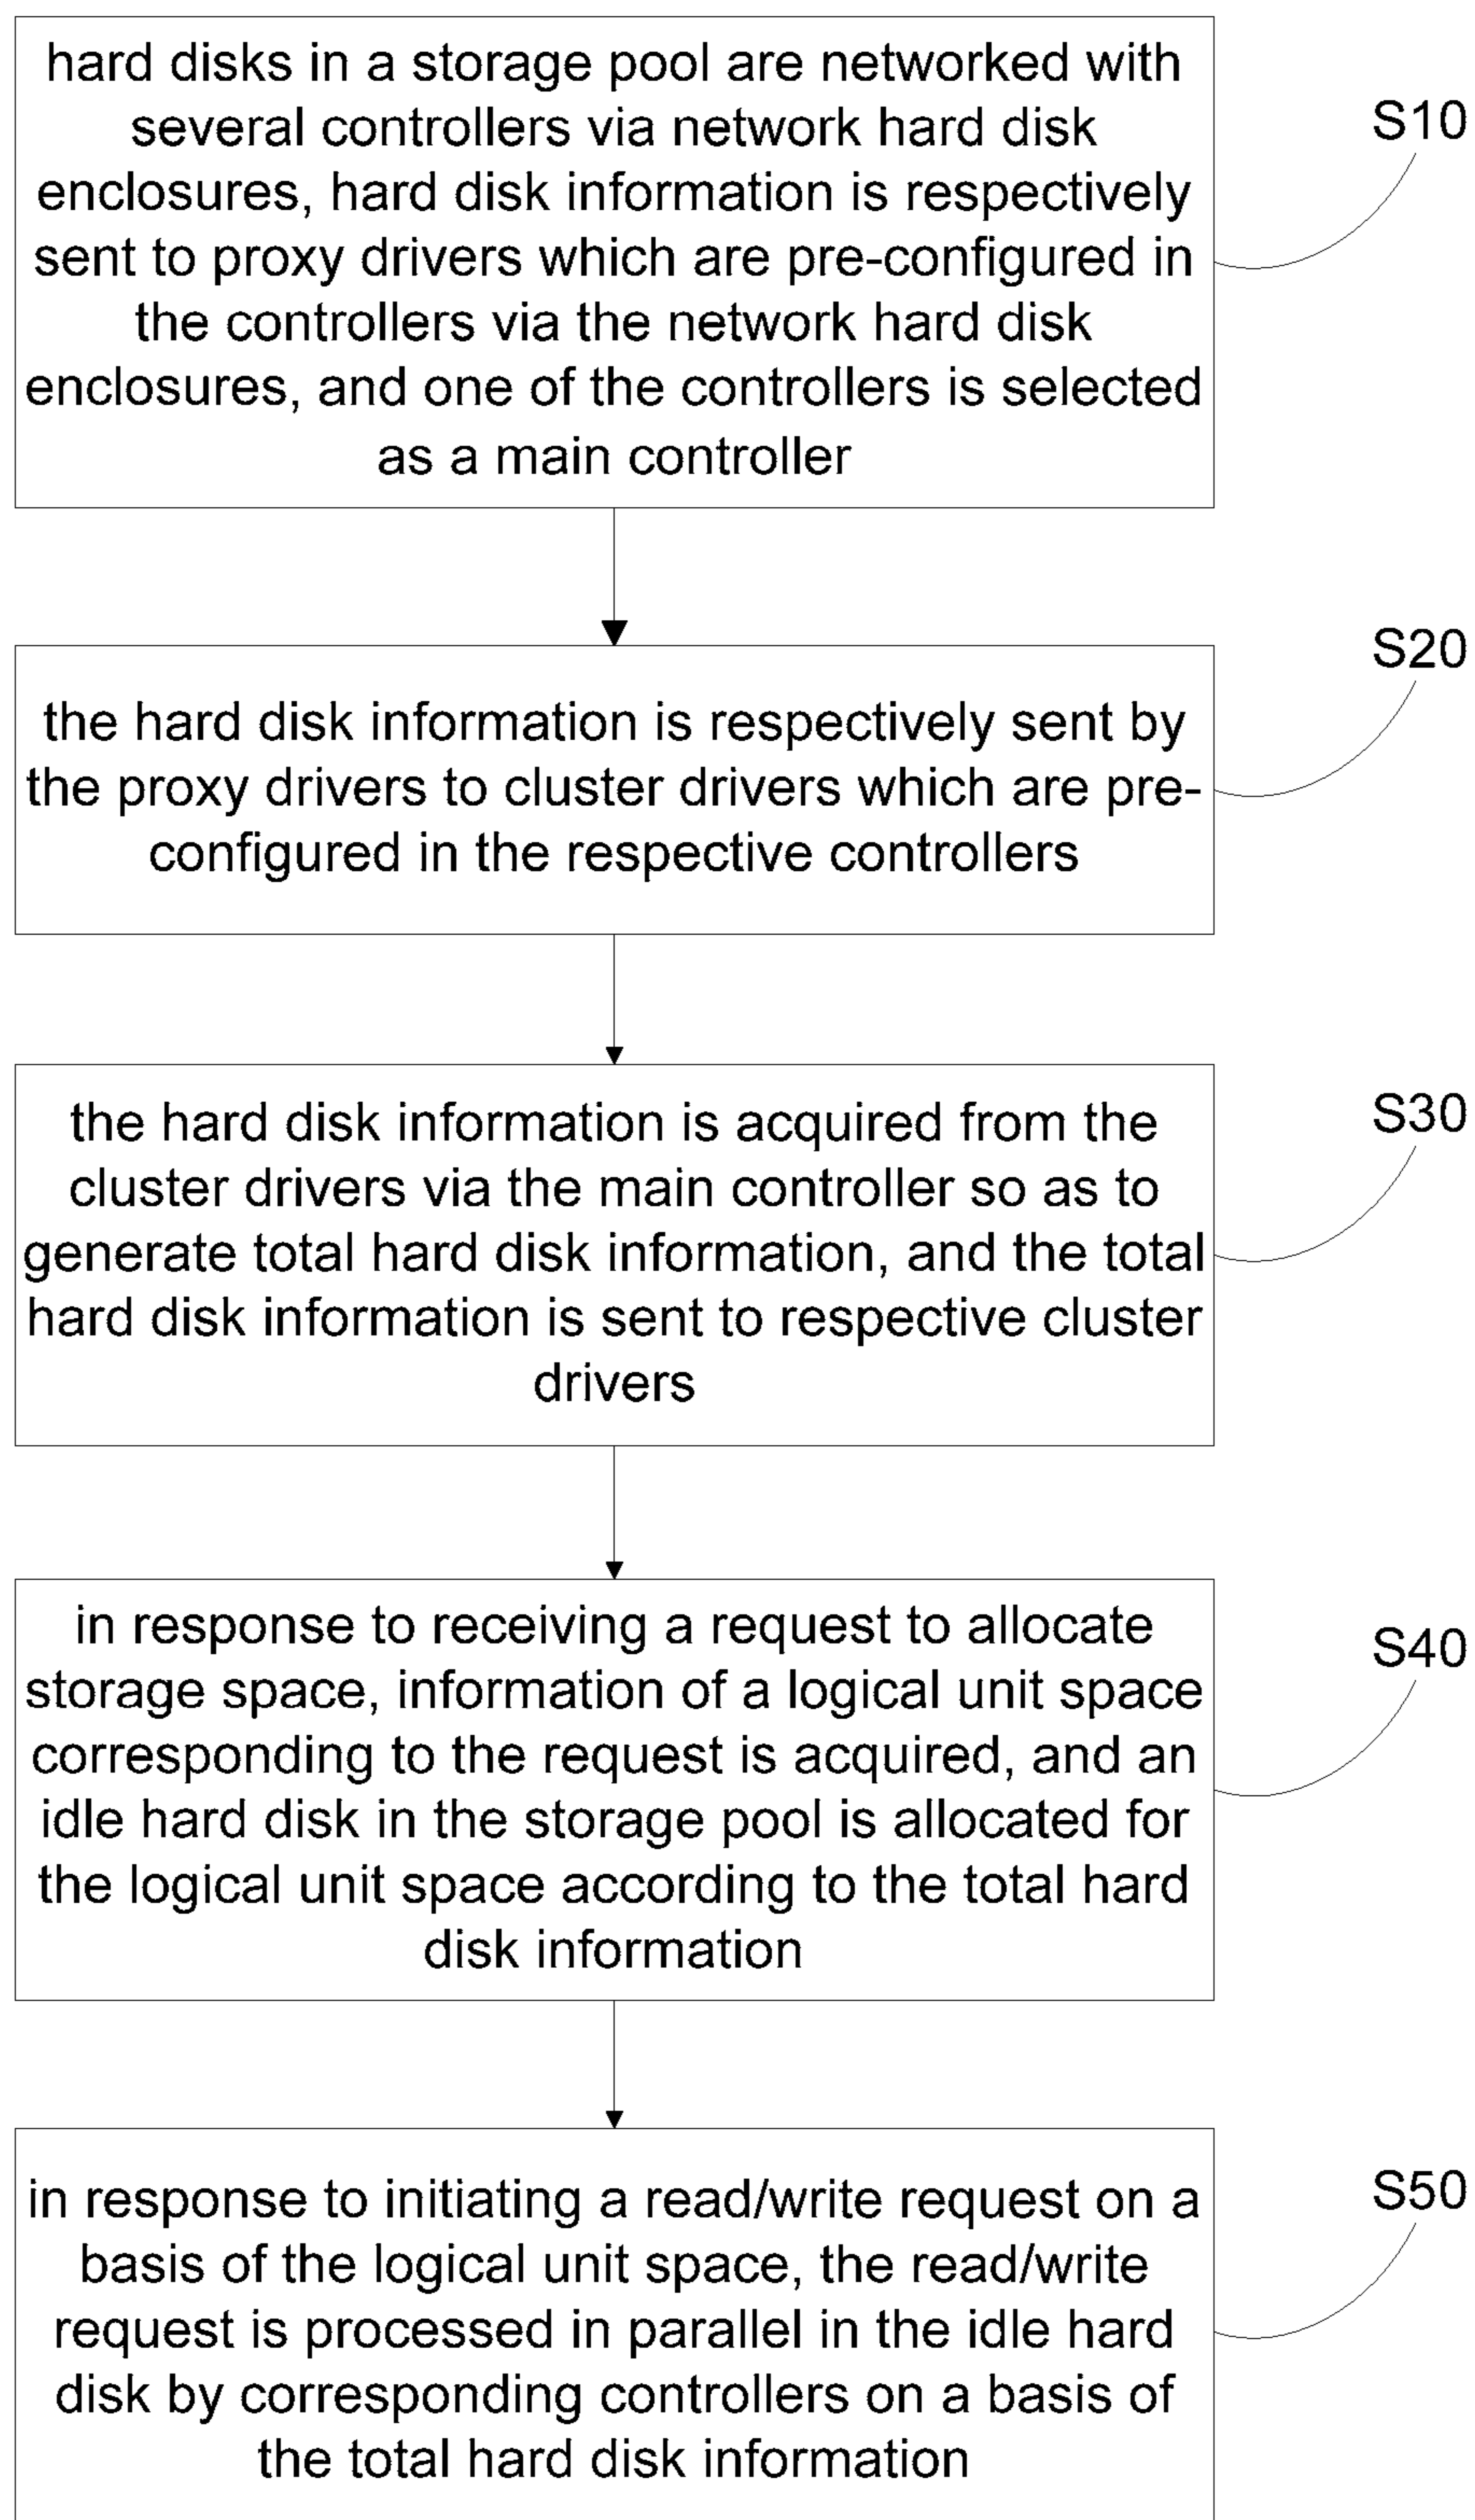 hard disks in a storage pool are networked with
several controllers via network hard disk
enclosures, hard disk information is respectively
sent to proxy drivers which are pre-configured in
the controllers via the network hard disk
enclosures, and one of the controllers is selected
as a main controller
S10
the hard disk information is respectively sent by
the proxy drivers to cluster drivers which are pre-
configured in the respective controllers
S20
the hard disk information is acquired from the
cluster drivers via the main controller so as to
generate total hard disk information, and the total
hard disk information is sent to respective cluster
drivers
S30
in response to receiving a request to allocate
storage space, information of a logical unit space
corresponding to the request is acquired, and an
idle hard disk in the storage pool is allocated for
the logical unit space according to the total hard
disk information
S40
in response to initiating a read/write request on a
basis of the logical unit space, the read/write
request is processed in parallel in the idle hard
disk by corresponding controllers on a basis of
the total hard disk information
S50